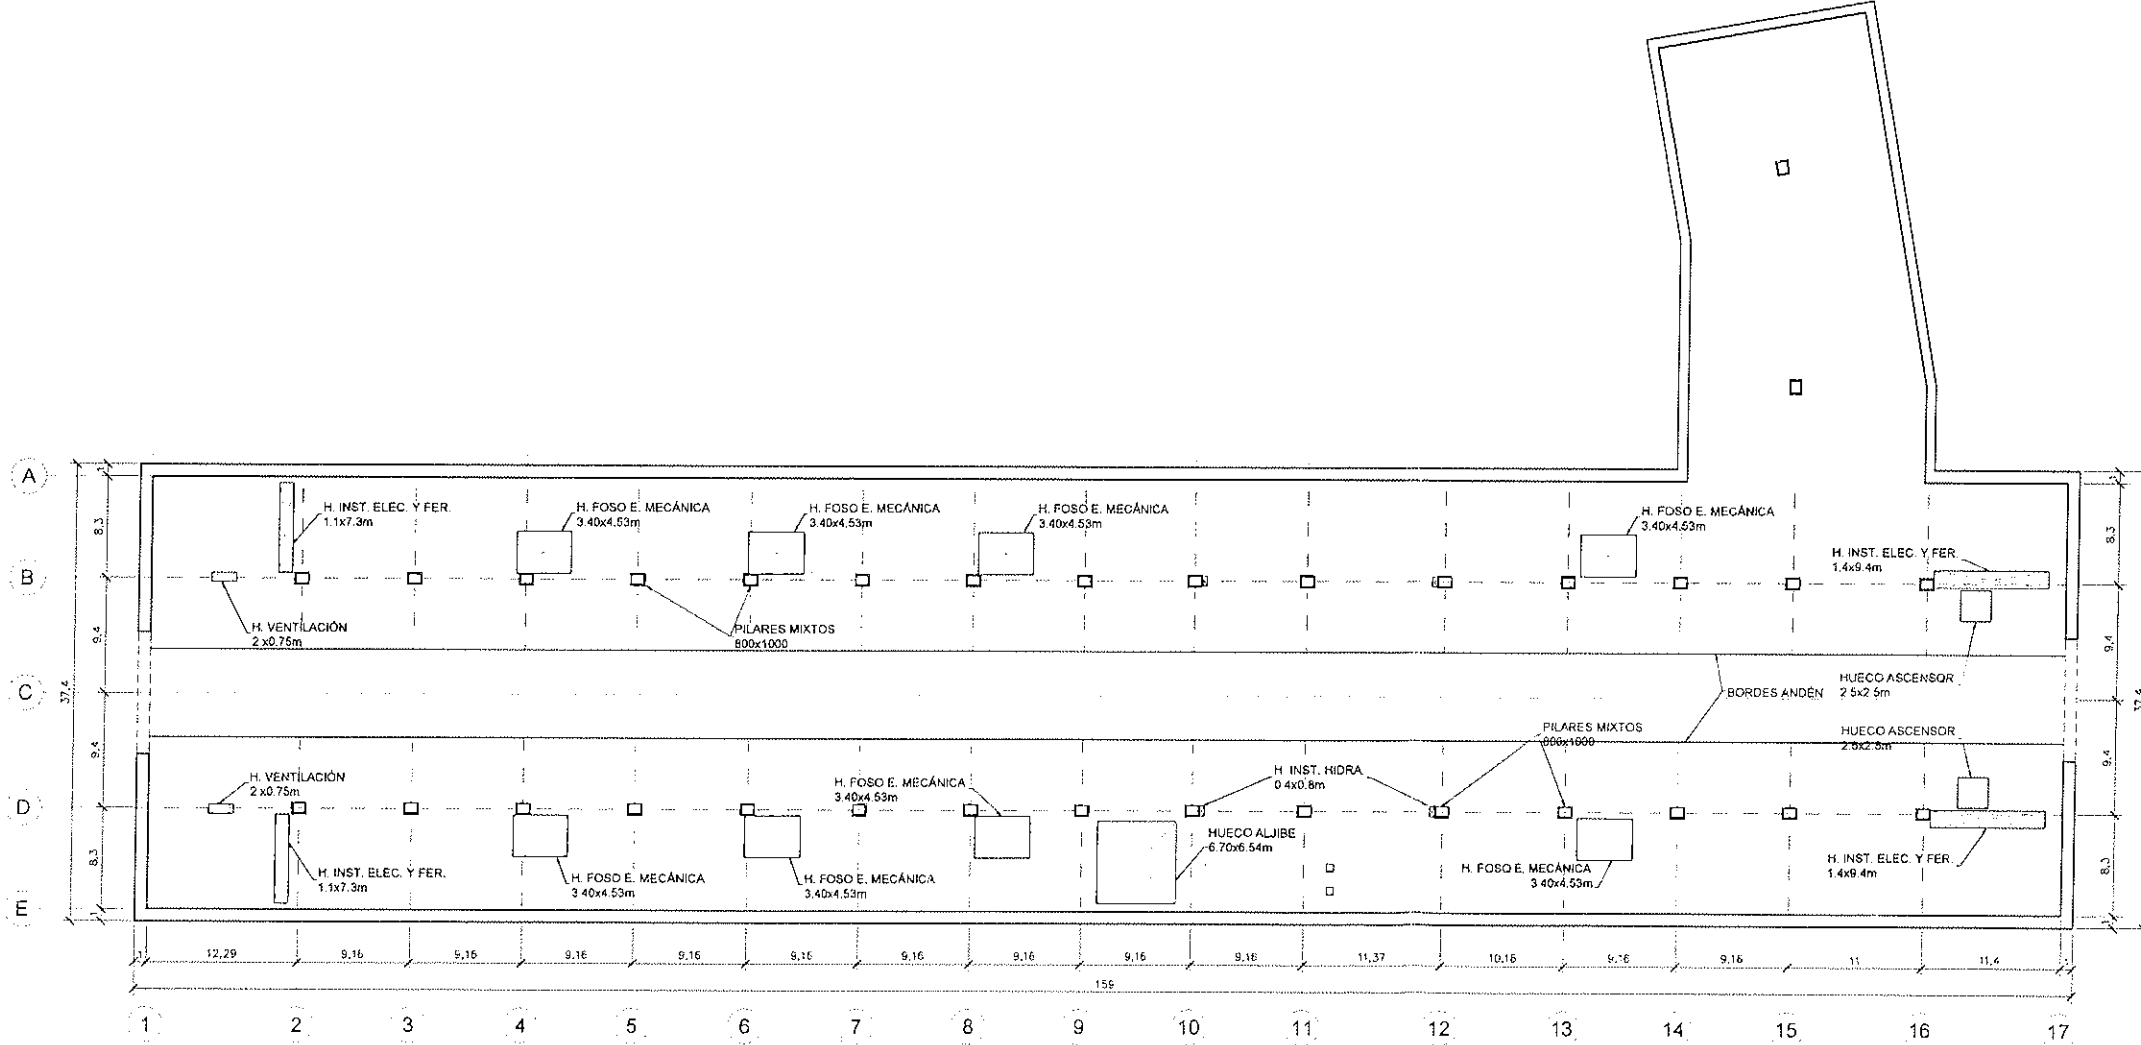 A
B
C
D
E
1
8,3
9,4
9,4
8,3
1
37,4
H. INST. ELEC. Y FER.
1.1x7.3m
H. FOSO E. MECÁNICA
3.40x4.53m
H. FOSO E. MECÁNICA
3.40x4.53m
H. FOSO E. MECÁNICA
3.40x4.53m
H. FOSO E. MECÁNICA
3.40x4.53m
H. INST. ELEC. Y FER.
1.4x9.4m
H. VENTILACIÓN
2 x0.75m
PILARES MIXTOS
800x1000
HUECO ASCENSOR
2.5x2.5m
BORDES ANDÉN
PILARES MIXTOS
800x1000
HUECO ASCENSOR
H. VENTILACIÓN
2 x0.75m
H. FOSO E. MECÁNICA
3.40x4.53m
H. INST. HIDRA
0.4x0.8m
HUECO ALJIBE
6.70x6.54m
H. INST. ELEC. Y FER.
1.1x7.3m
H. FOSO E. MECÁNICA
3.40x4.53m
H. FOSO E. MECÁNICA
3.40x4.53m
H. FOSO E. MECÁNICA
3.40x4.53m
H. INST. ELEC. Y FER.
1.4x9.4m
1
8,3
9,4
9,4
8,3
1
1 12,29 9,16 9,16 9,16 9,16 9,16 9,16 9,16 9,16 9,16 11,37 10,16 9,16 9,16 11 11,4
159
1 2 3 4 5 6 7 8 9 10 11 12 13 14 15 16 17